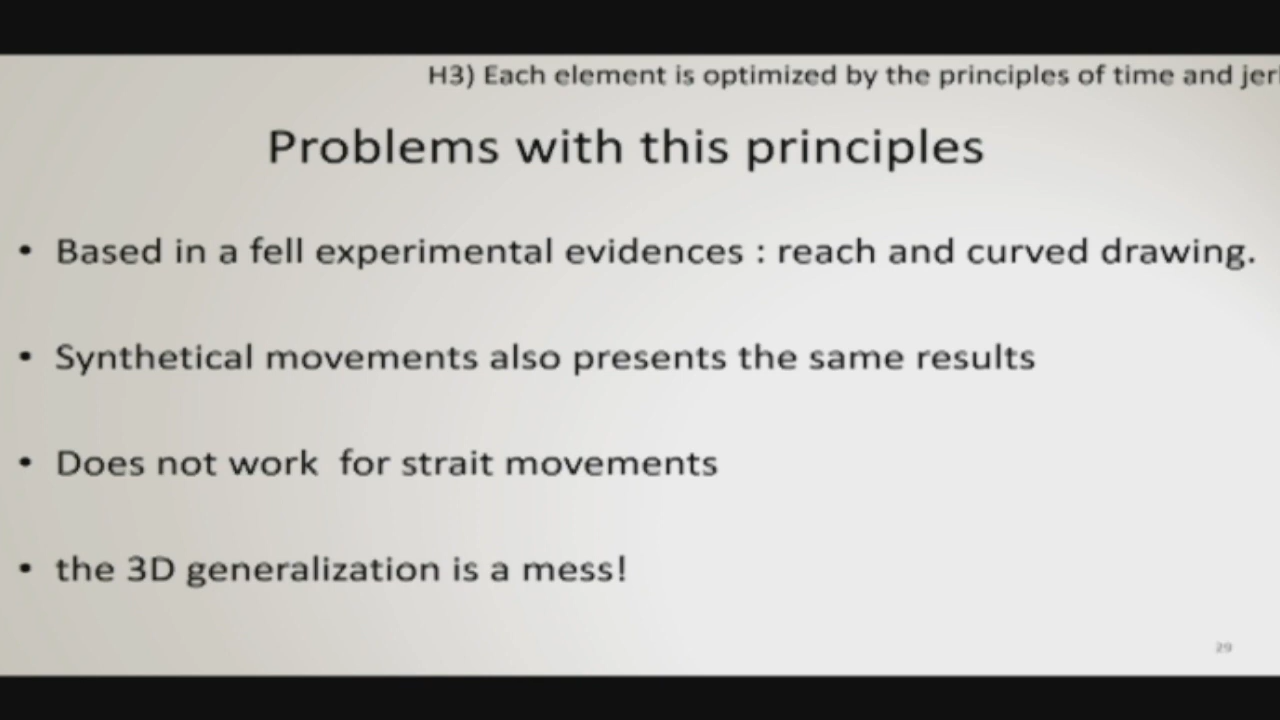 H3) Each element is optimized by the principles of time and
Problems with this principles
• Based in a fell experimental evidences : reach and curved drawing.
• Synthetical movements also presents the same results
• Does not work for strait movements
• the 3D generalization is a mess!
29